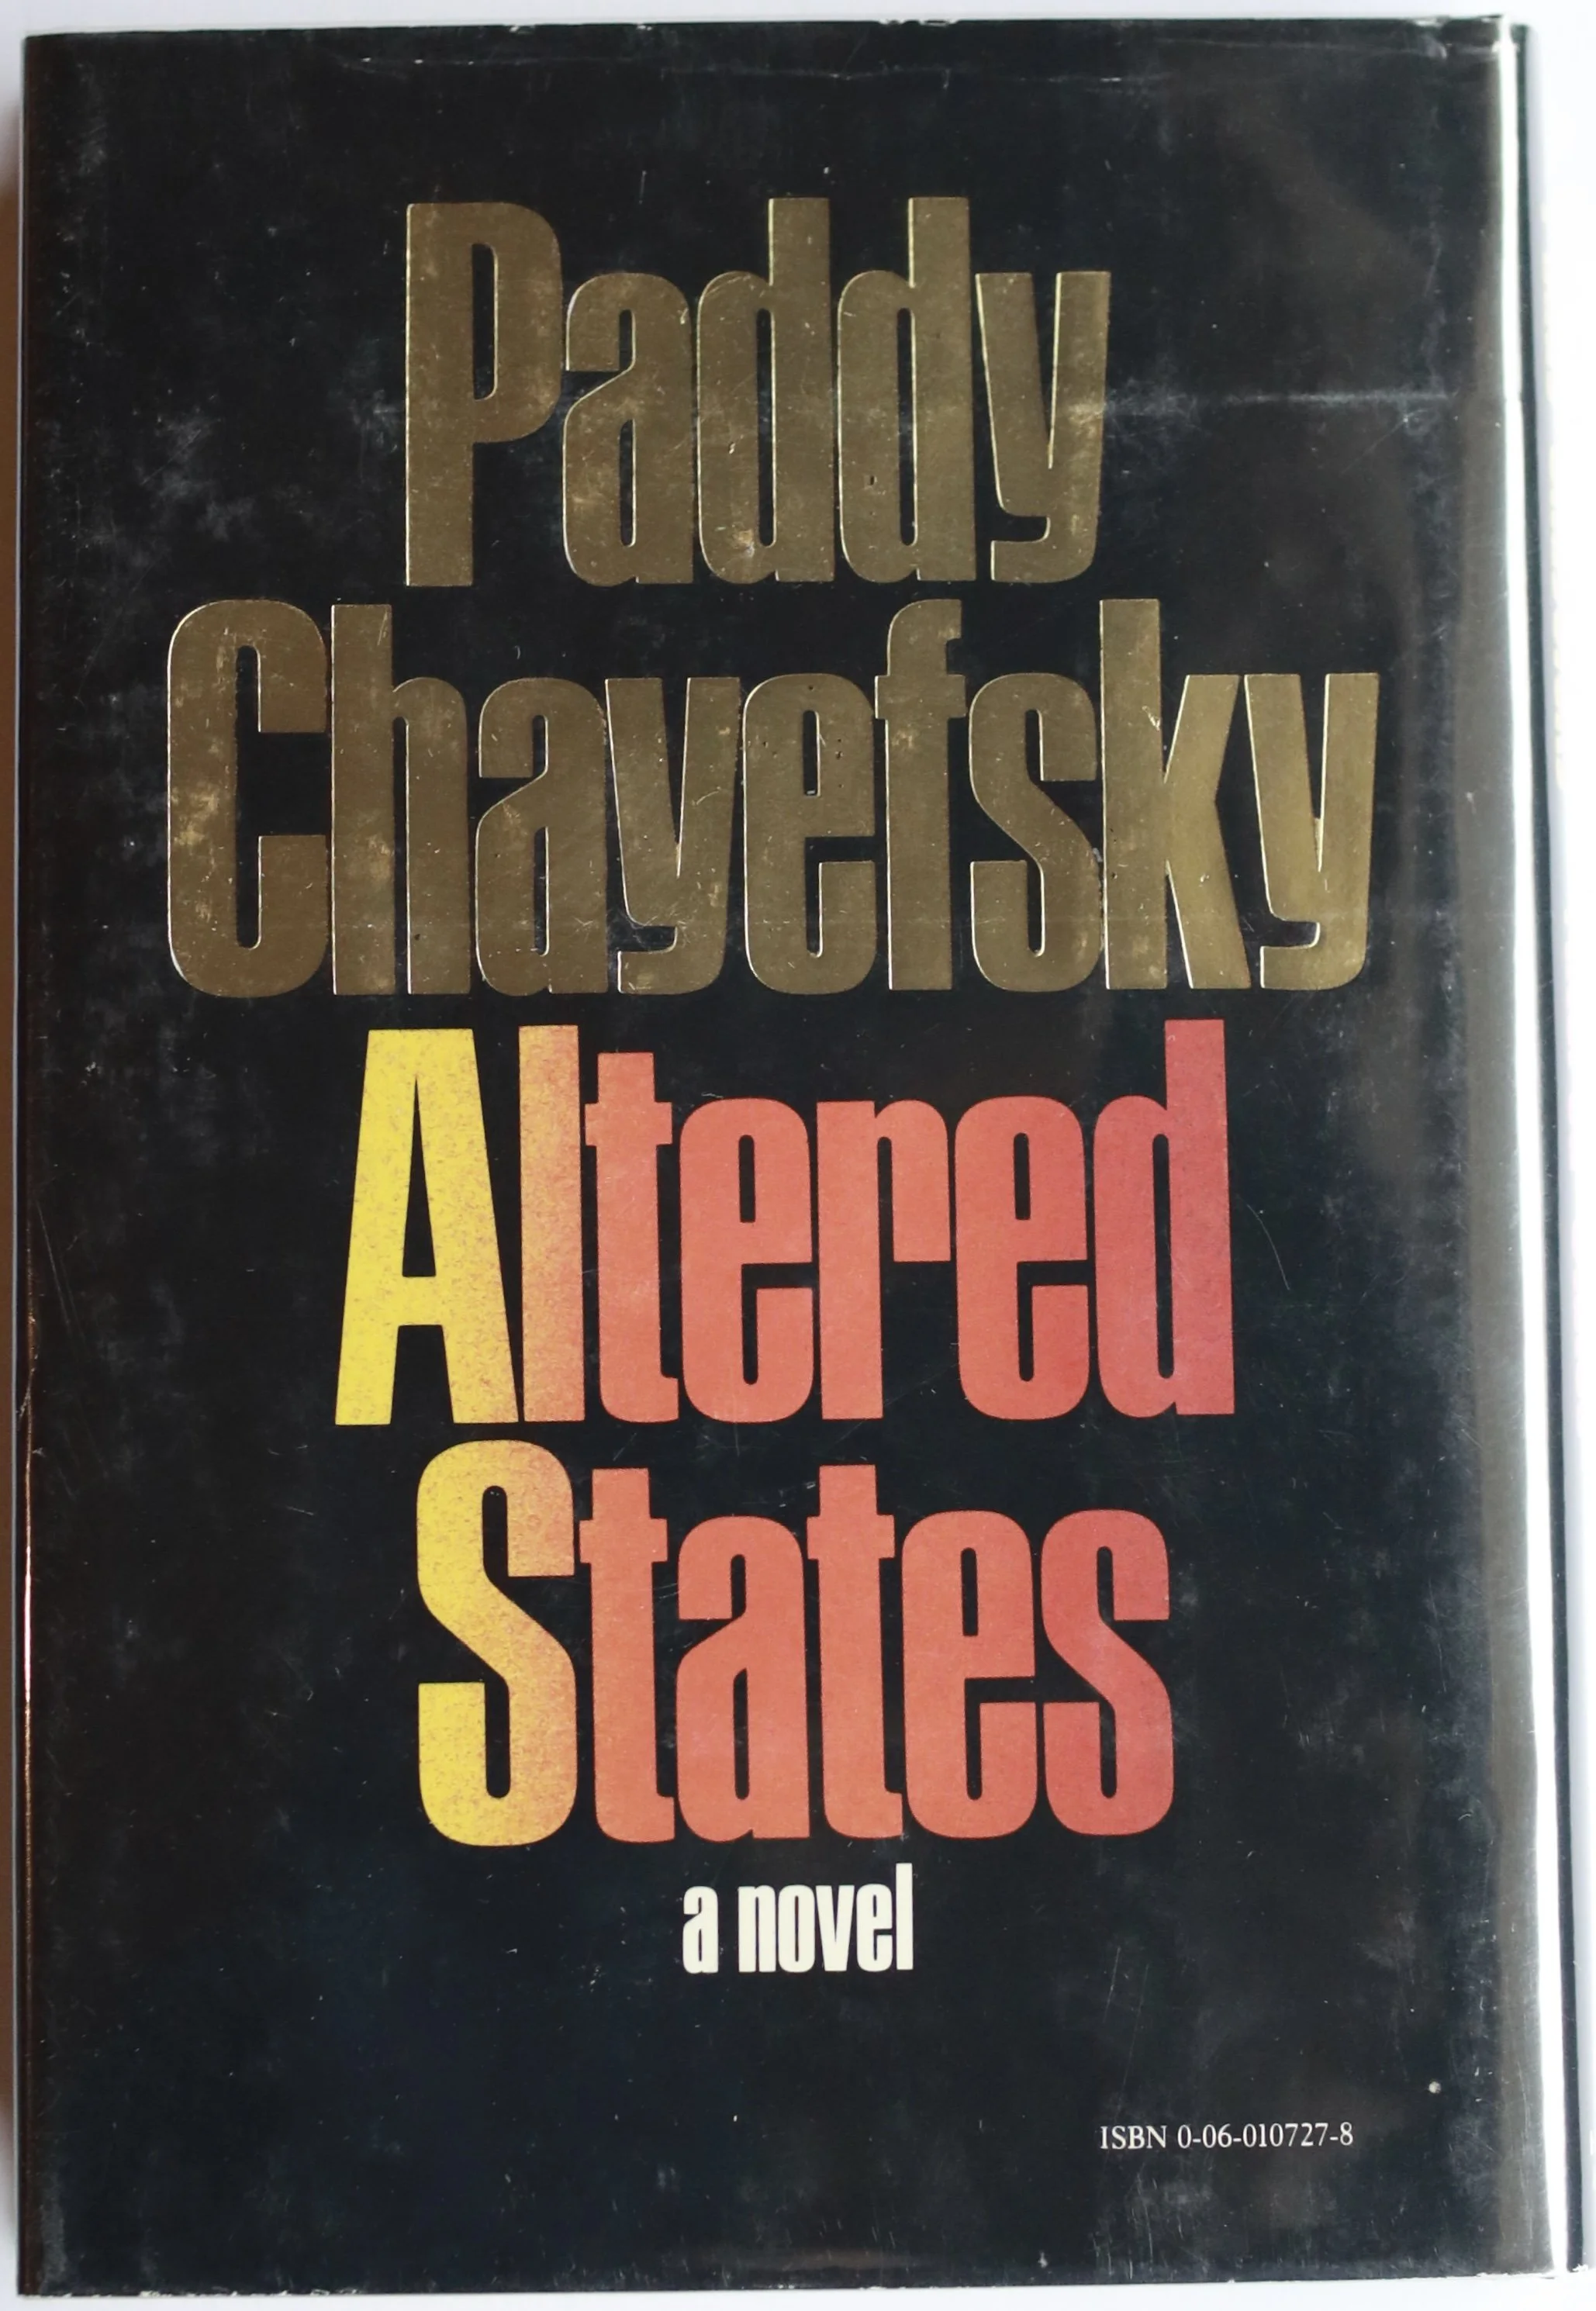 Paddy
Chayefsky
Altered
States
a novel
ISBN 0-06-010727-8